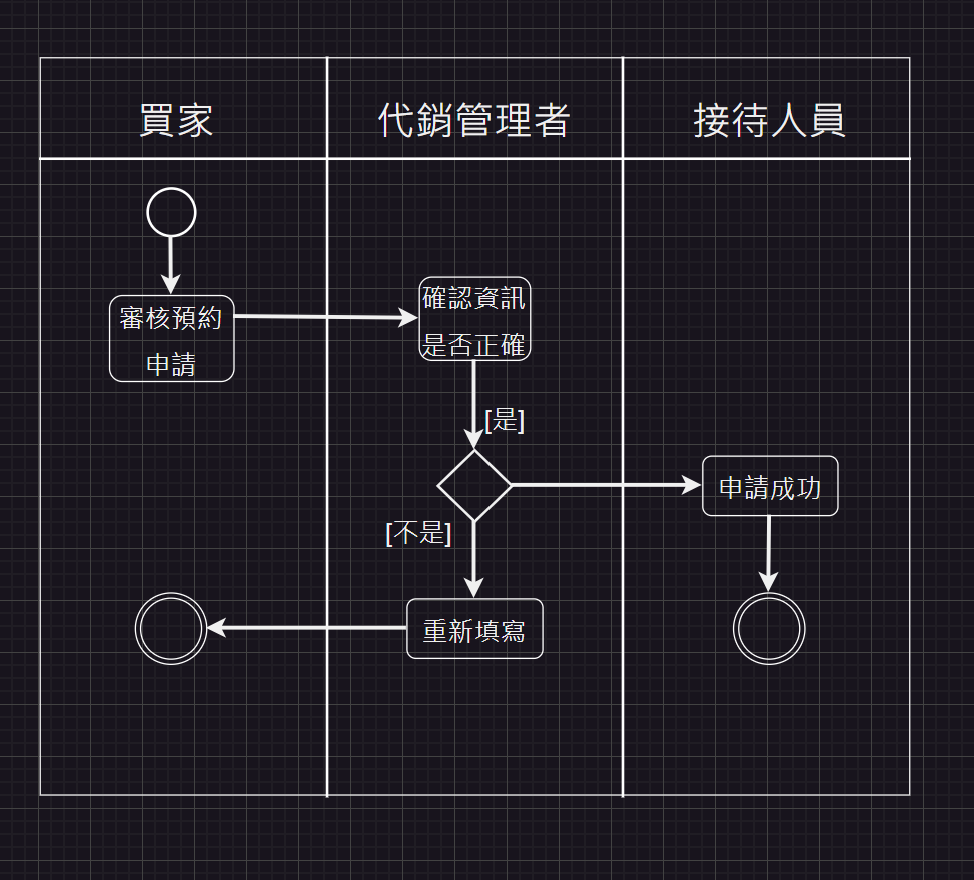 買家
代銷管理者
接待人員
審核預約
申請
確認資訊
是否正確
[是]
申請成功
[不是]
重新填寫